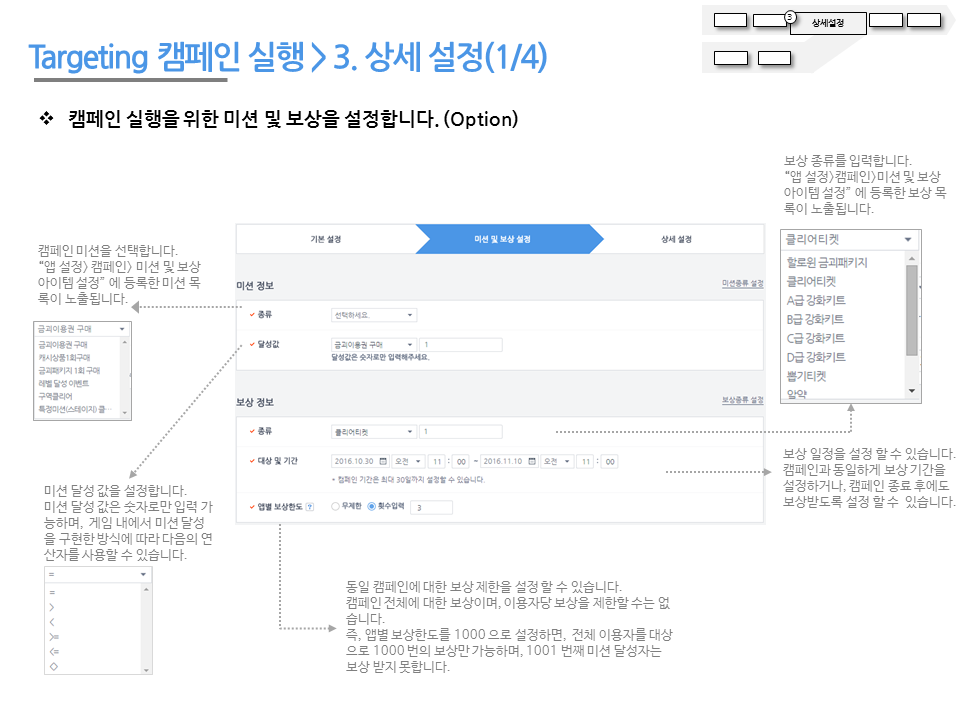 3
상세설정
Targeting 캠페인 실행 > 3. 상세 설정(1/4)
❖ 캠페인 실행을 위한 미션 및 보상을 설정합니다. (Option)
보상 종류를 입력합니다.
“앱 설정>캠페인>미션 및 보상
아이템 설정” 에 등록한 보상 목
록이 노출됩니다.
클리어티켓
할로윈 금괴패키지
클리어티켓
A급 강화키트
B급 강화키트
C급 강화키트
D급 강화키트
뽑기티켓
알약
캠페인 미션을 선택합니다.
“앱 설정> 캠페인> 미션 및 보상
아이템 설정” 에 등록한 미션 목
록이 노출됩니다.
금괴이용권 구매
금괴이용권 구매
캐시상품1회구매
금괴패키지 1회 구매
레벨 달성 이벤트
구역클리어
특정미션(스테이지) 클…
기본 설정
미션 및 보상 설정
상세 설정
미션 정보
미션종류 설정
종류 선택하세요.
달성값 금괴이용권 구매 1
달성값은 숫자로만 입력해주세요.
보상 정보
보상종류 설정
종류 클리어티켓 1
대상 및 기간 2016.10.30 오전 11 : 00 ~ 2016.11.10 오전 11 : 00
* 캠페인 기간은 최대 30일까지 설정할 수 있습니다.
앱별 보상한도 ? 무제한 횟수입력 3
보상 일정을 설정 할 수 있습니다.
캠페인과 동일하게 보상 기간을
설정하거나, 캠페인 종료 후에도
보상받도록 설정 할 수 있습니다.
미션 달성 값을 설정합니다.
미션 달성 값은 숫자로만 입력 가
능하며, 게임 내에서 미션 달성
을 구현한 방식에 따라 다음의 연
산자를 사용할 수 있습니다.
=
=
>
<
>=
<=
<>
동일 캠페인에 대한 보상 제한을 설정 할 수 있습니다.
캠페인 전체에 대한 보상이며, 이용자당 보상을 제한할 수는 없
습니다.
즉, 앱별 보상한도를 1000 으로 설정하면, 전체 이용자를 대상
으로 1000 번의 보상만 가능하며, 1001 번째 미션 달성자는
보상 받지 못합니다.